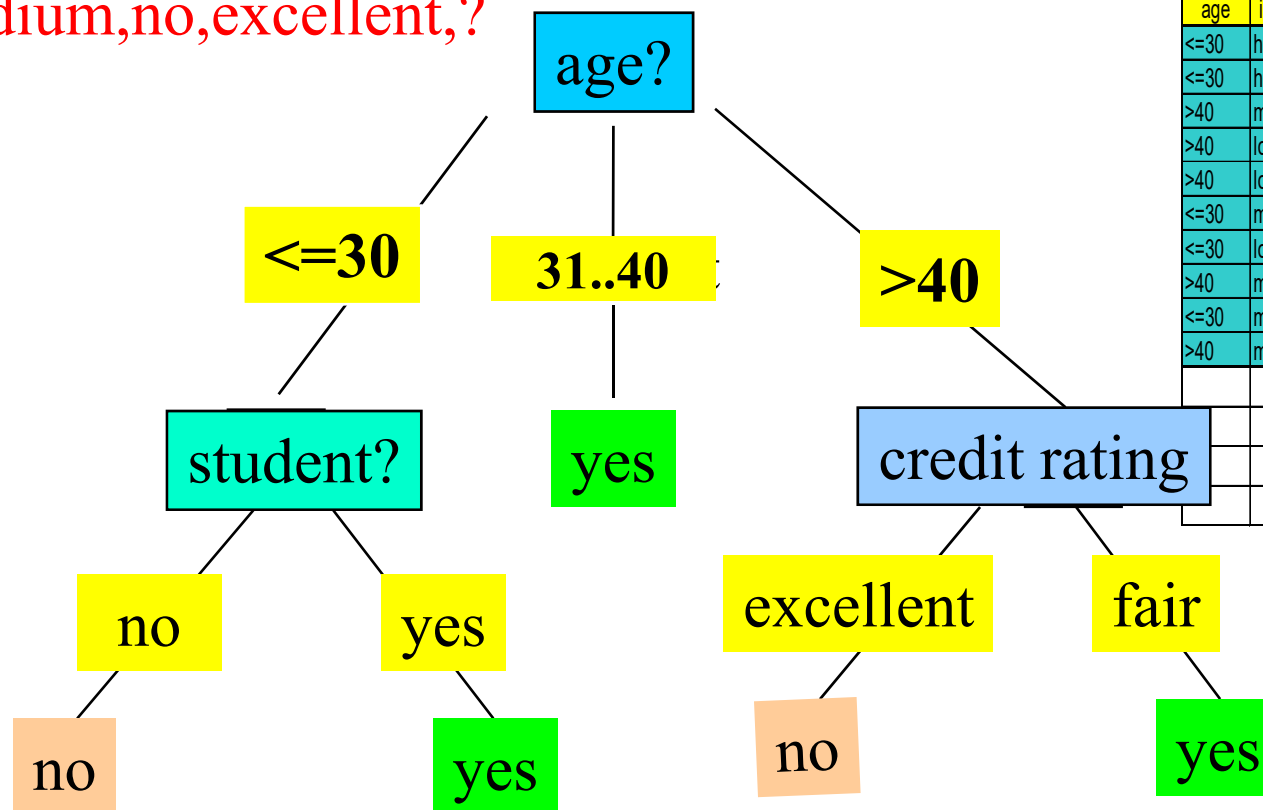 dium,no,excellent,?
age?
<=30
31..40
>40
student?
yes
credit rating
no
yes
excellent
fair
no
yes
no
yes
age
<=30
<=30
>40
>40
>40
<=30
<=30
>40
<=30
>40